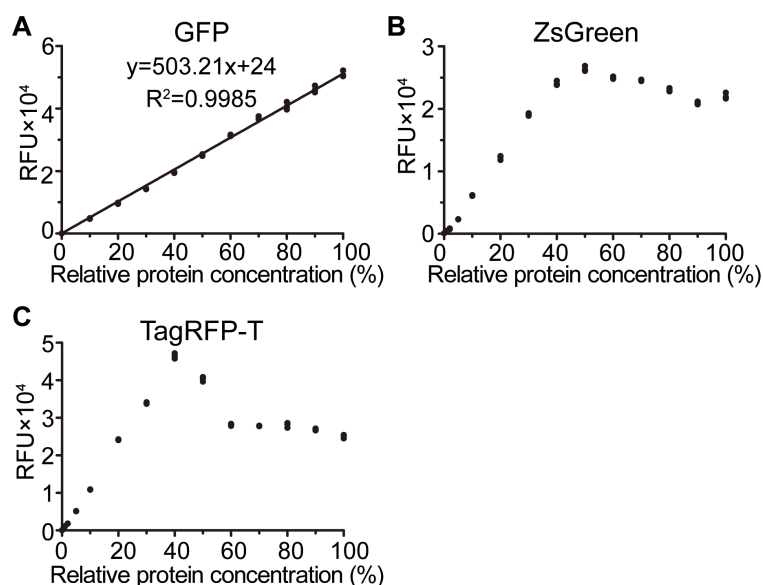 A
GFP
y=503.21x+24
R²=0.9985
RFU×10⁴
6
4
2
0
0 20 40 60 80 100
Relative protein concentration (%)
B
ZsGreen
RFU×10⁴
3
2
1
0
0 20 40 60 80 100
Relative protein concentration (%)
C
TagRFP-T
RFU×10⁴
5
4
3
2
1
0
0 20 40 60 80 100
Relative protein concentration (%)